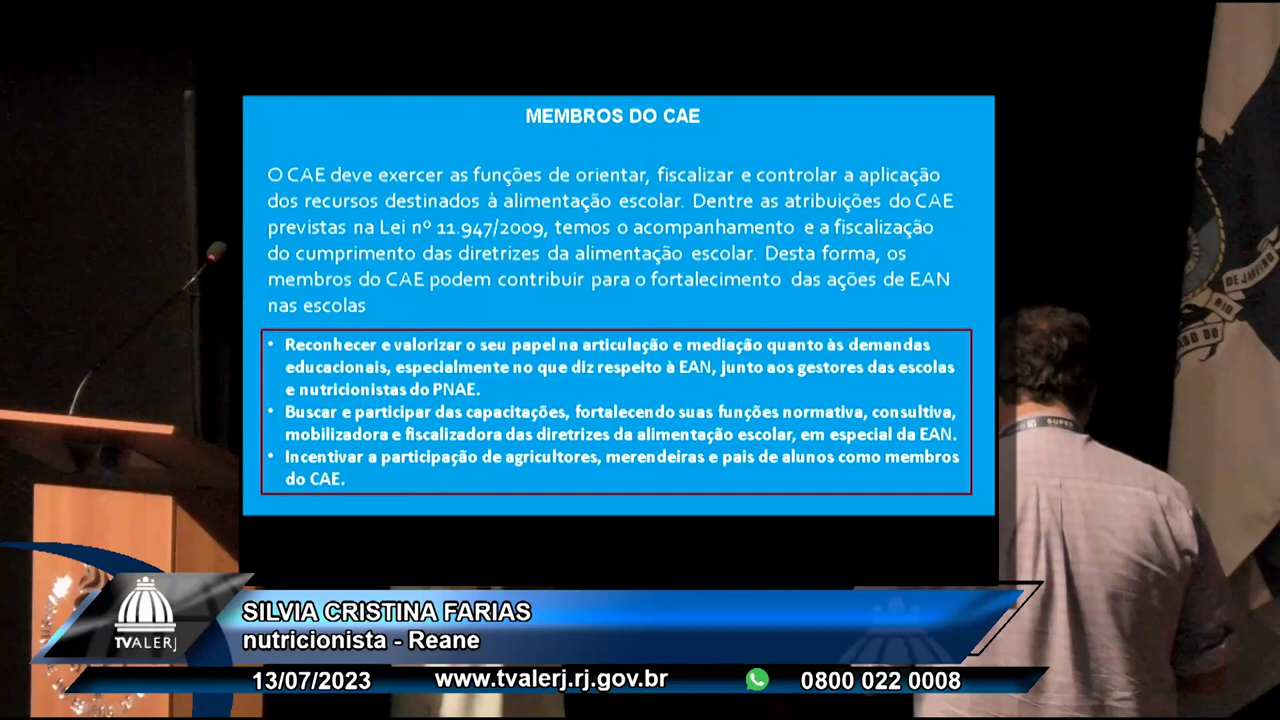 MEMBROS DO CAE
O CAE deve exercer as funções de orientar, fiscalizar e controlar a aplicação
dos recursos destinados à alimentação escolar. Dentre as atribuições do CAE
previstas na Lei nº 11.947/2009, temos o acompanhamento e a fiscalização
do cumprimento das diretrizes da alimentação escolar. Desta forma, os
membros do CAE podem contribuir para o fortalecimento das ações de EAN
nas escolas
• Reconhecer e valorizar o seu papel na articulação e mediação quanto às demandas
educacionais, especialmente no que diz respeito à EAN, junto aos gestores das escolas
e nutricionistas do PNAE.
• Buscar e participar das capacitações, fortalecendo suas funções normativa, consultiva,
mobilizadora e fiscalizadora das diretrizes da alimentação escolar, em especial da EAN.
• Incentivar a participação de agricultores, merendeiras e pais de alunos como membros
do CAE.
DE JANEIRO
RIO
ADO DO
TVALERJ
SILVIA CRISTINA FARIAS
nutricionista - Reane
13/07/2023 www.tvalerj.rj.gov.br 0800 022 0008